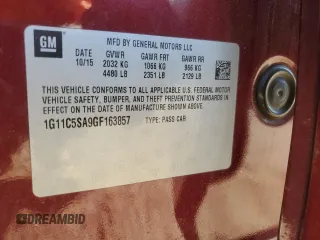 GM
MFD BY GENERAL MOTORS LLC
DATE GVWR GAWR FRT GAWR RR
10/15 2032 KG 1066 KG 966 KG
4480 LB 2351 LB 2129 LB
THIS VEHICLE CONFORMS TO ALL APPLICABLE U.S. FEDERAL MOTOR
VEHICLE SAFETY, BUMPER, AND THEFT PREVENTION STANDARDS IN
EFFECT ON THE DATE OF MANUFACTURE SHOWN ABOVE.
1G11C5SA9GF163857 TYPE: PASS CAR
DREAMBID